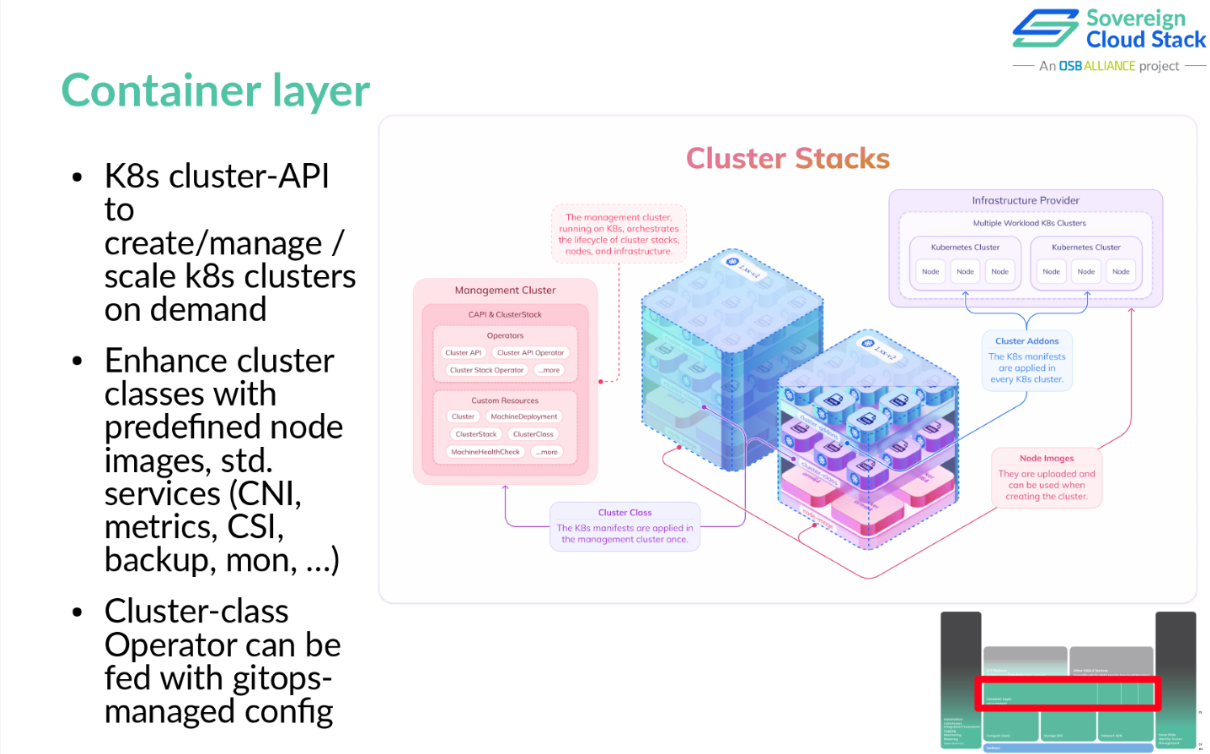 Sovereign
Cloud Stack
An OSB ALLIANCE project
Container layer
• K8s cluster-API
to
create/manage /
scale k8s clusters
on demand
• Enhance cluster
classes with
predefined node
images, std.
services (CNI,
metrics, CSI,
backup, mon, ...)
• Cluster-class
Operator can be
fed with gitops-
managed config
Cluster Stacks
The management cluster,
running on K8s, orchestrates
the lifecycle of cluster stacks,
nodes, and infrastructure.
Management Cluster
CAPI & ClusterStack
Operators
Cluster API
Cluster API Operator
Cluster Stack Operator
...more
Custom Resources
Cluster
MachineDeployment
ClusterStack
ClusterClass
MachineHealthCheck
...more
Infrastructure Provider
Multiple Workload K8s Clusters
Kubernetes Cluster
Node
Node
Node
Kubernetes Cluster
Node
Node
Node
Cluster Addons
The K8s manifests
are applied in
every K8s cluster.
Node Images
They are uploaded and
can be used when
creating the cluster.
Cluster Class
The K8s manifests are applied in
the management cluster once.